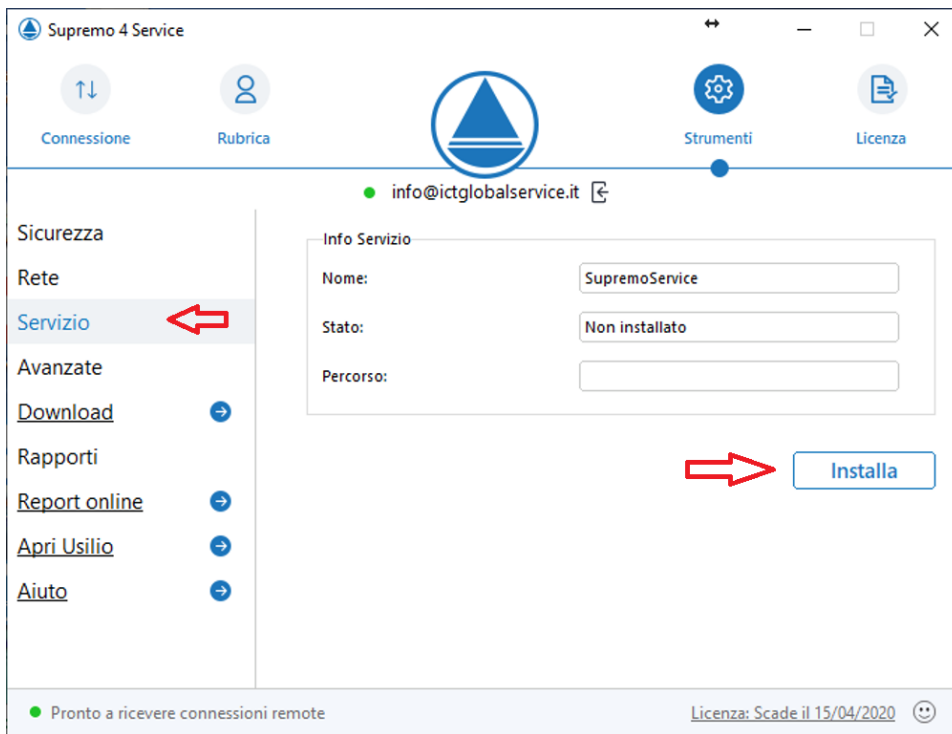 Supremo 4 Service
Connessione
Rubrica
Strumenti
Licenza
info@ictglobalservice.it
Sicurezza
Rete
Servizio
Avanzate
Download
Rapporti
Report online
Apri Usilio
Aiuto
Info Servizio
Nome: SupremoService
Stato: Non installato
Percorso:
Installa
Pronto a ricevere connessioni remote
Licenza: Scade il 15/04/2020